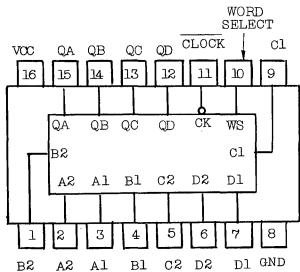 WORD
SELECT
VCC QA QB QC QD CLOCK C1
16 15 14 13 12 11 10 9
QA QB QC QD CK WS
B2 C1
A2 A1 B1 C2 D2 D1
1 2 3 4 5 6 7 8
B2 A2 A1 B1 C2 D2 D1 GND